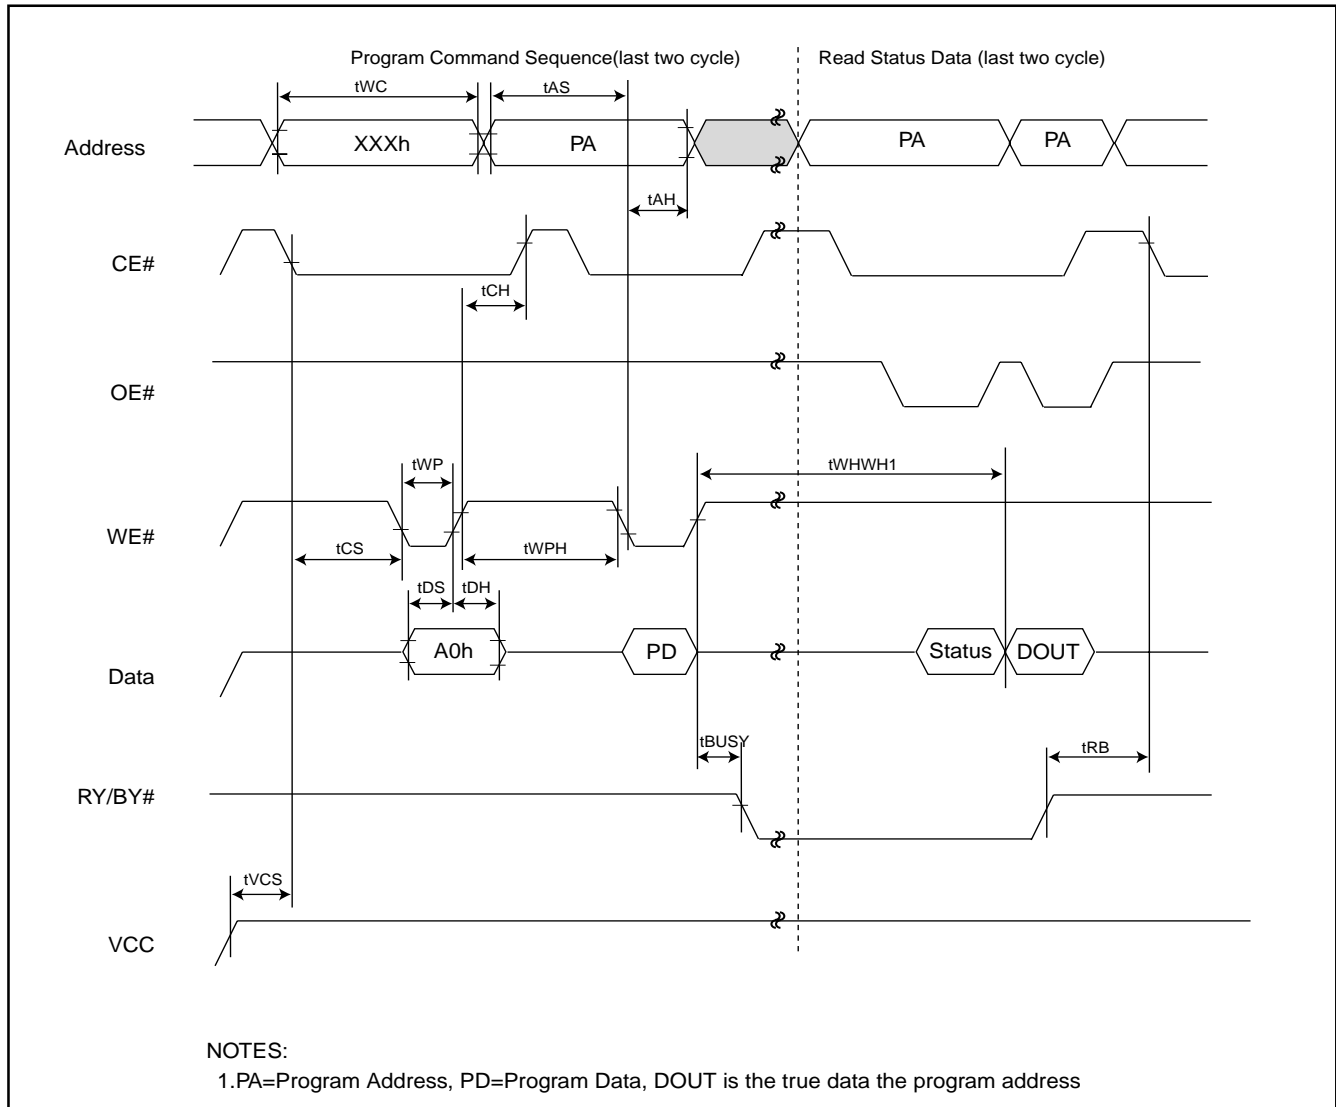 Program Command Sequence(last two cycle)
Read Status Data (last two cycle)
tWC
tAS
Address
XXXh
PA
PA
PA
tAH
CE#
tCH
OE#
tWP
tWHWH1
WE#
tCS
tWPH
tDS
tDH
Data
A0h
PD
Status
DOUT
tBUSY
tRB
RY/BY#
tVCS
VCC
NOTES:
1.PA=Program Address, PD=Program Data, DOUT is the true data the program address